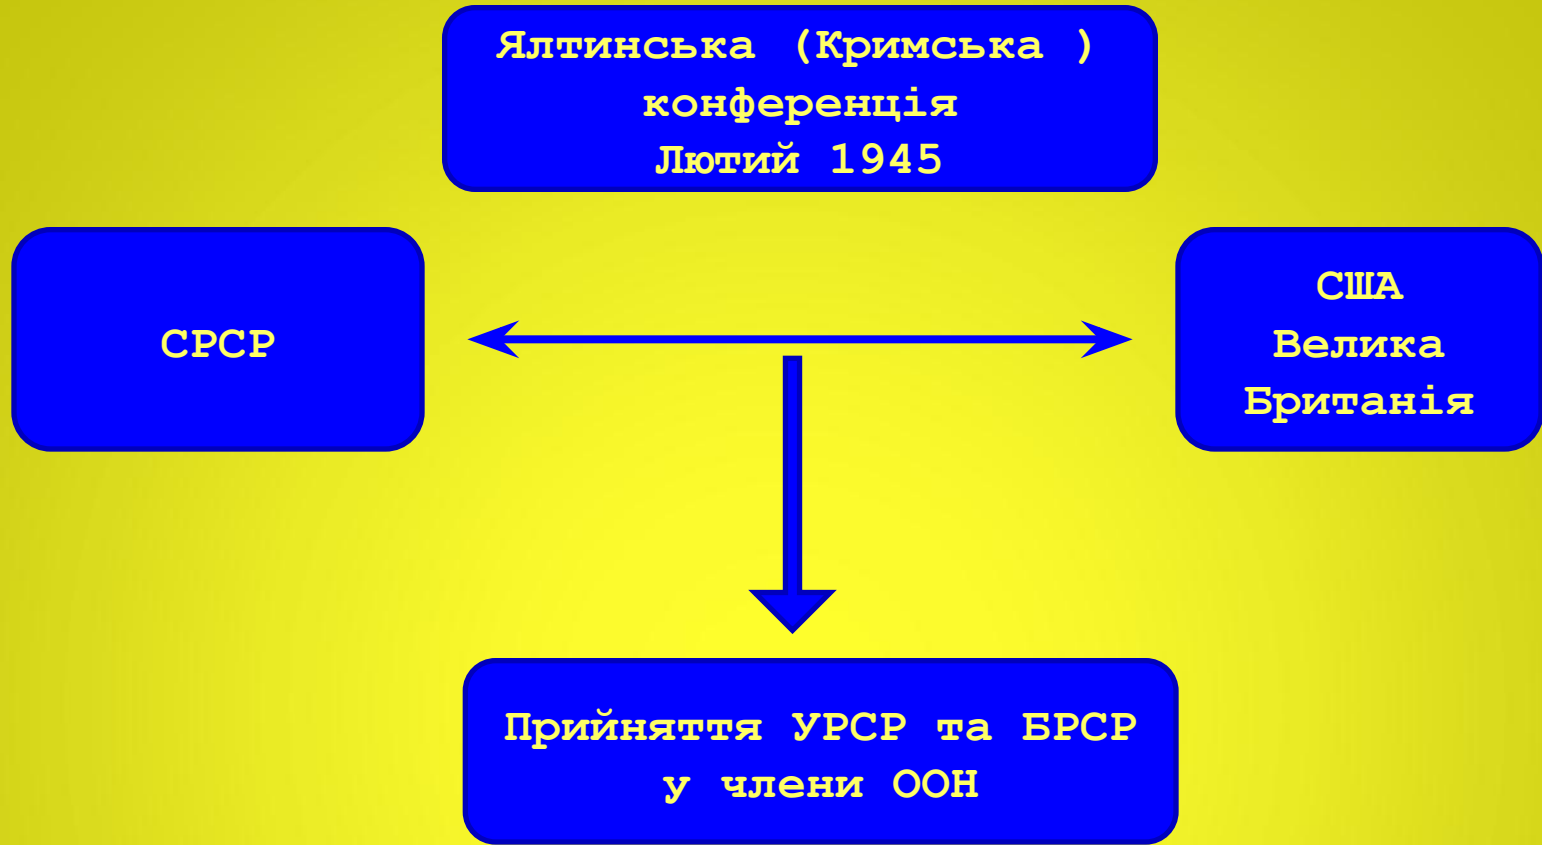 Ялтинська (Кримська )
конференція
Лютий 1945
СРСР
США
Велика
Британія
Прийняття УРСР та БРСР
у члени ООН